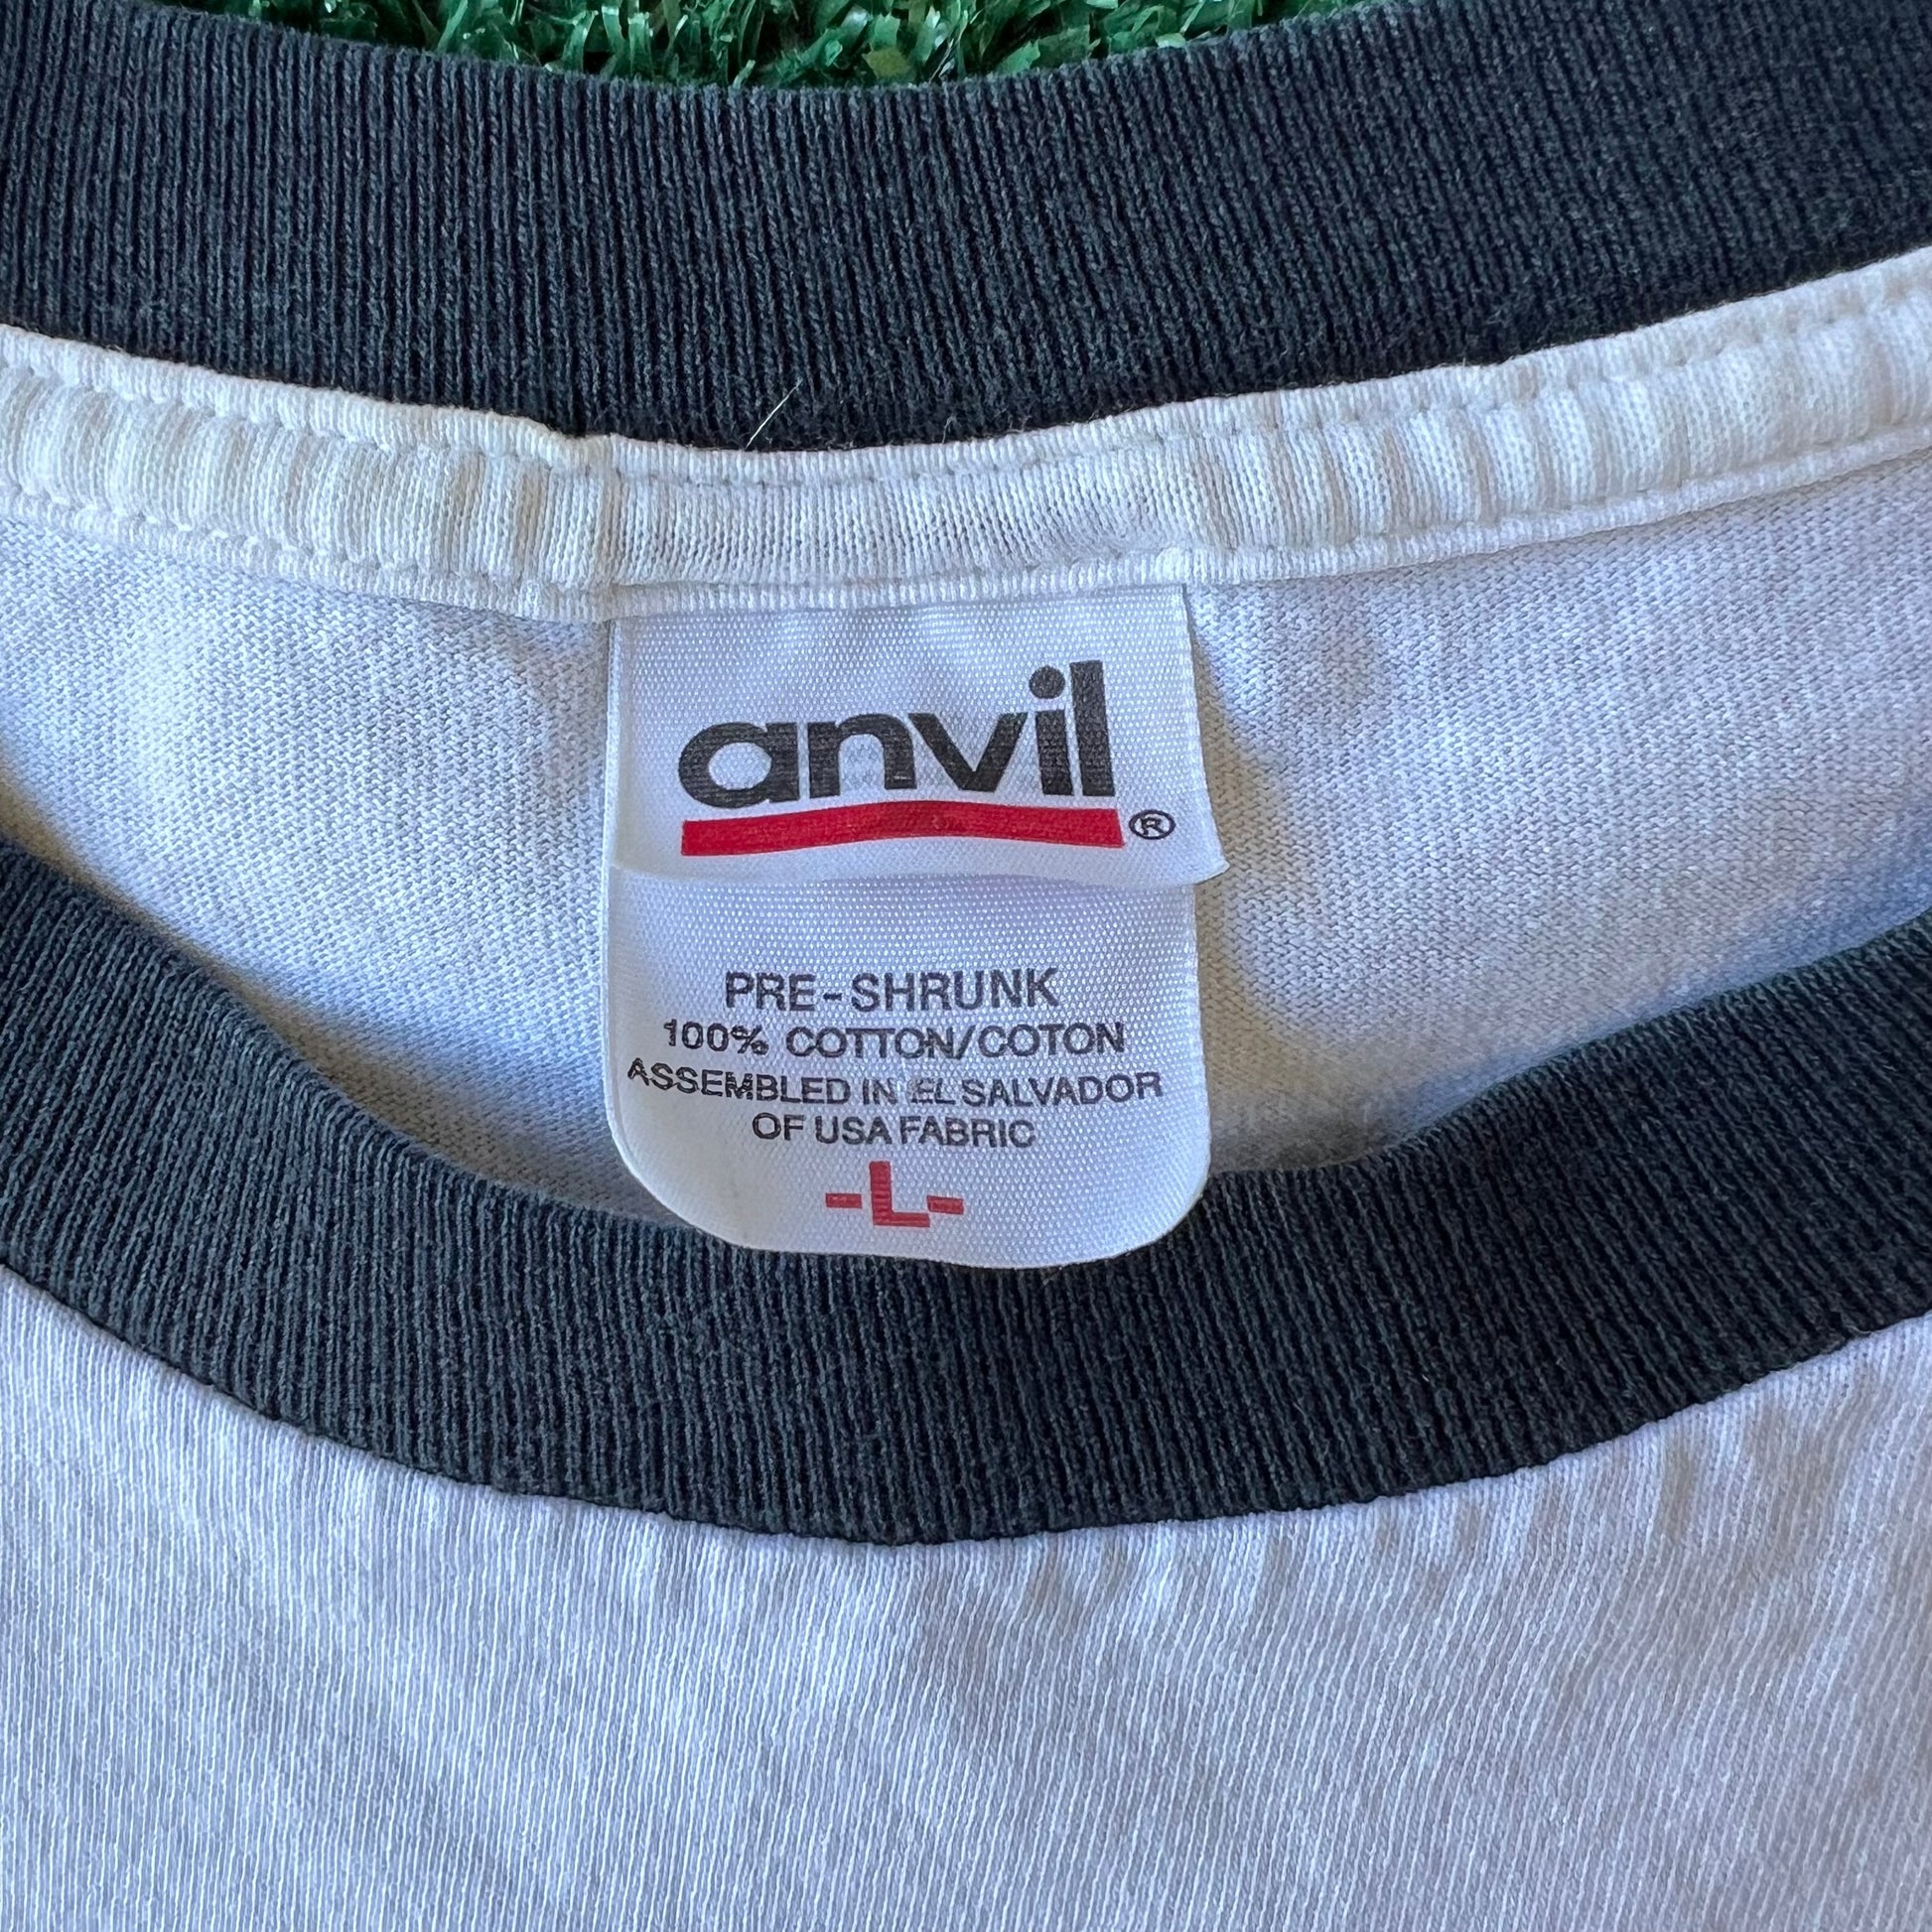 anvil®
PRE-SHRUNK
100% COTTON/COTON
ASSEMBLED IN EL SALVADOR
OF USA FABRIC
-L-